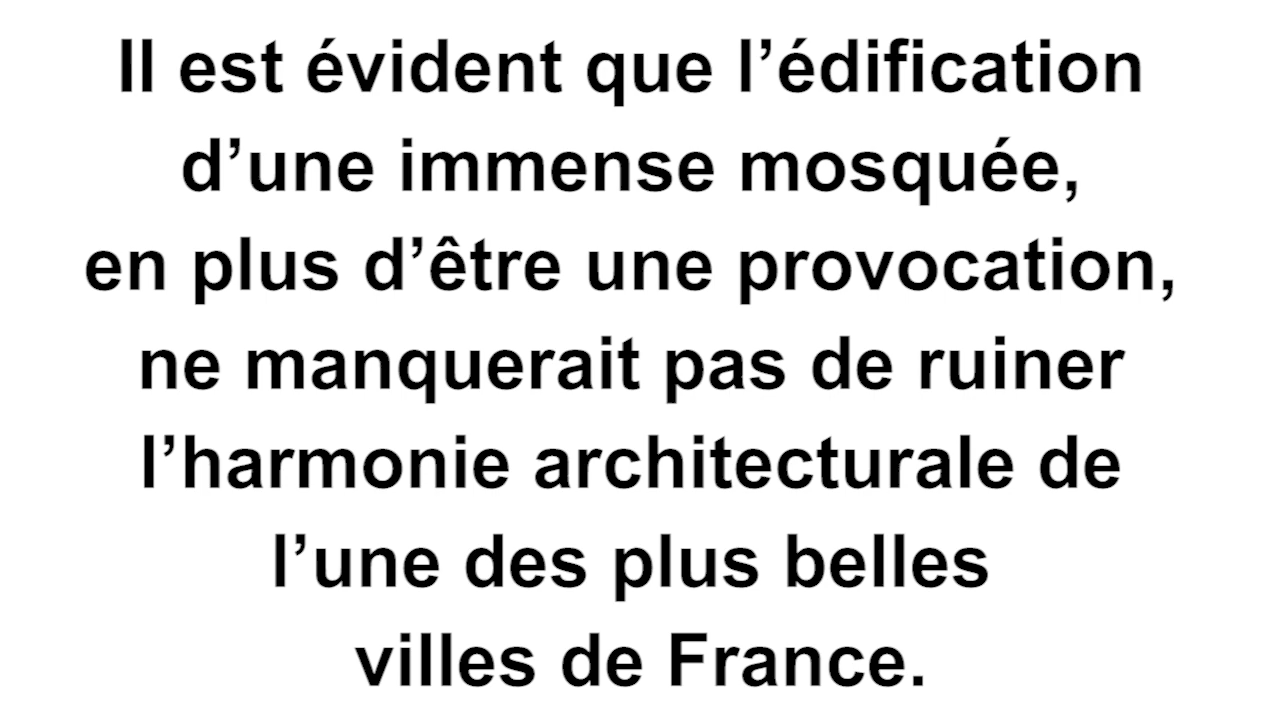 Il est évident que l’édification
d’une immense mosquée,
en plus d’être une provocation,
ne manquerait pas de ruiner
l’harmonie architecturale de
l’une des plus belles
villes de France.